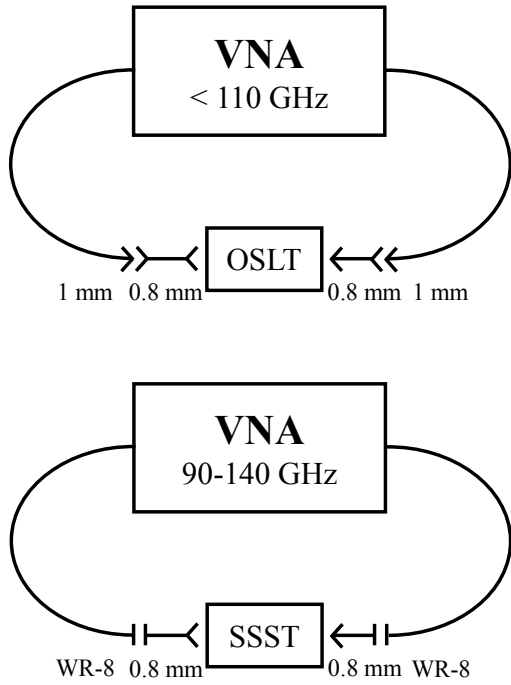 VNA
< 110 GHz
OSLT
1 mm 0.8 mm 0.8 mm 1 mm
VNA
90-140 GHz
SSST
WR-8 0.8 mm 0.8 mm WR-8